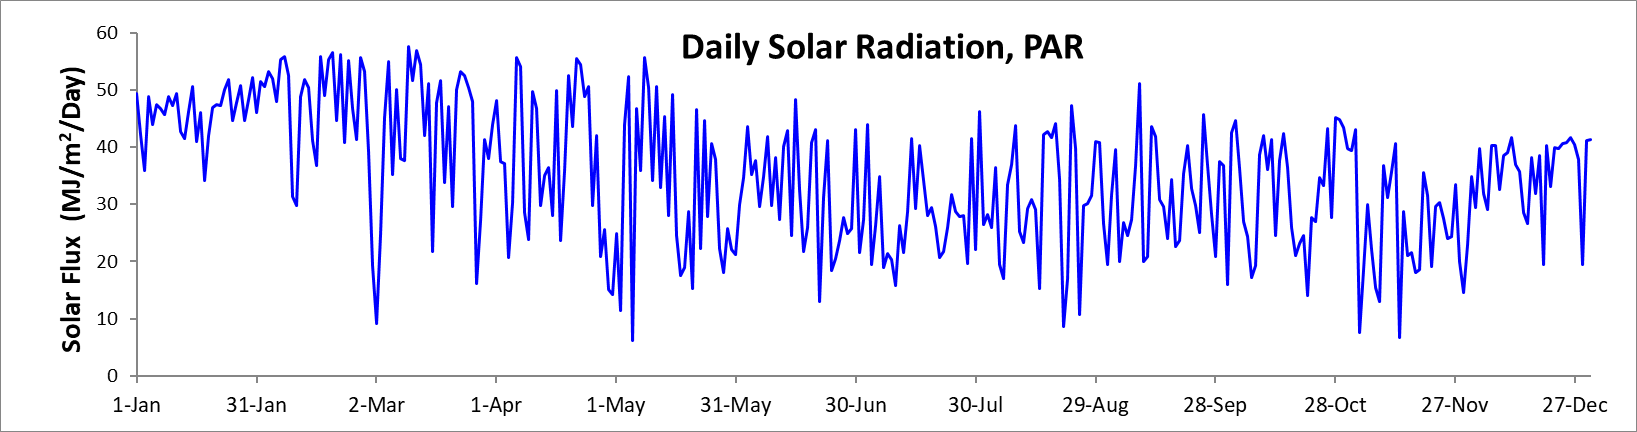 Daily Solar Radiation, PAR
Solar Flux (MJ/m²/Day)
60
50
40
30
20
10
0
1-Jan 31-Jan 2-Mar 1-Apr 1-May 31-May 30-Jun 30-Jul 29-Aug 28-Sep 28-Oct 27-Nov 27-Dec